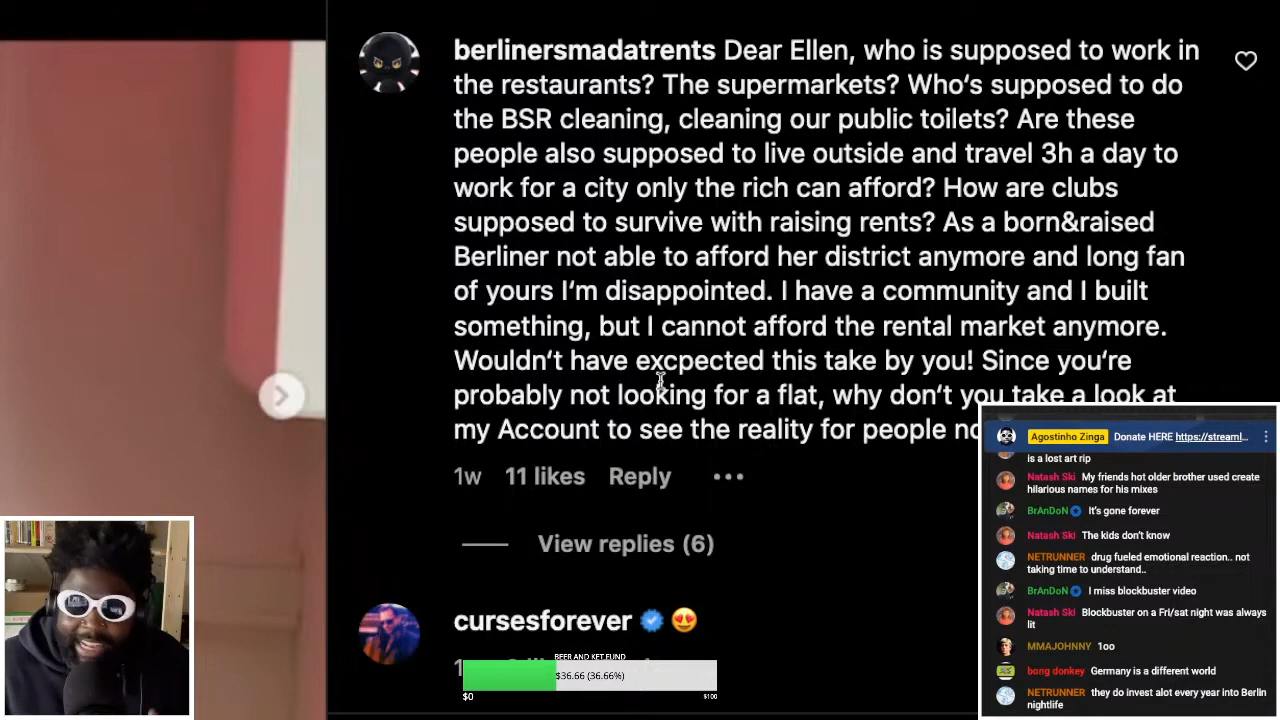 berlinersmadatrents Dear Ellen, who is supposed to work in
the restaurants? The supermarkets? Who's supposed to do
the BSR cleaning, cleaning our public toilets? Are these
people also supposed to live outside and travel 3h a day to
work for a city only the rich can afford? How are clubs
supposed to survive with raising rents? As a born&raised
Berliner not able to afford her district anymore and long fan
of yours I'm disappointed. I have a community and I built
something, but I cannot afford the rental market anymore.
Wouldn't have excpected this take by you! Since you're
probably not looking for a flat, why don't you take a look at
my Account to see the reality for people
1w 11 likes Reply
View replies (6)
cursesforever 😍
BEER AND KET FUND
$36.66 (36.66%)
$0 $100
Agostinho Zinga Donate HERE https://streaml...
is a lost art rip
Natash Ski My friends hot older brother used create
hilarious names for his mixes
BrAnDoN It's gone forever
Natash Ski The kids don't know
NETRUNNER drug fueled emotional reaction.. not
taking time to understand..
BrAnDoN I miss blockbuster video
Natash Ski Blockbuster on a Fri/sat night was always
lit
MMAJOHNNY 1oo
bong donkey Germany is a different world
NETRUNNER they do invest alot every year into Berlin
nightlife